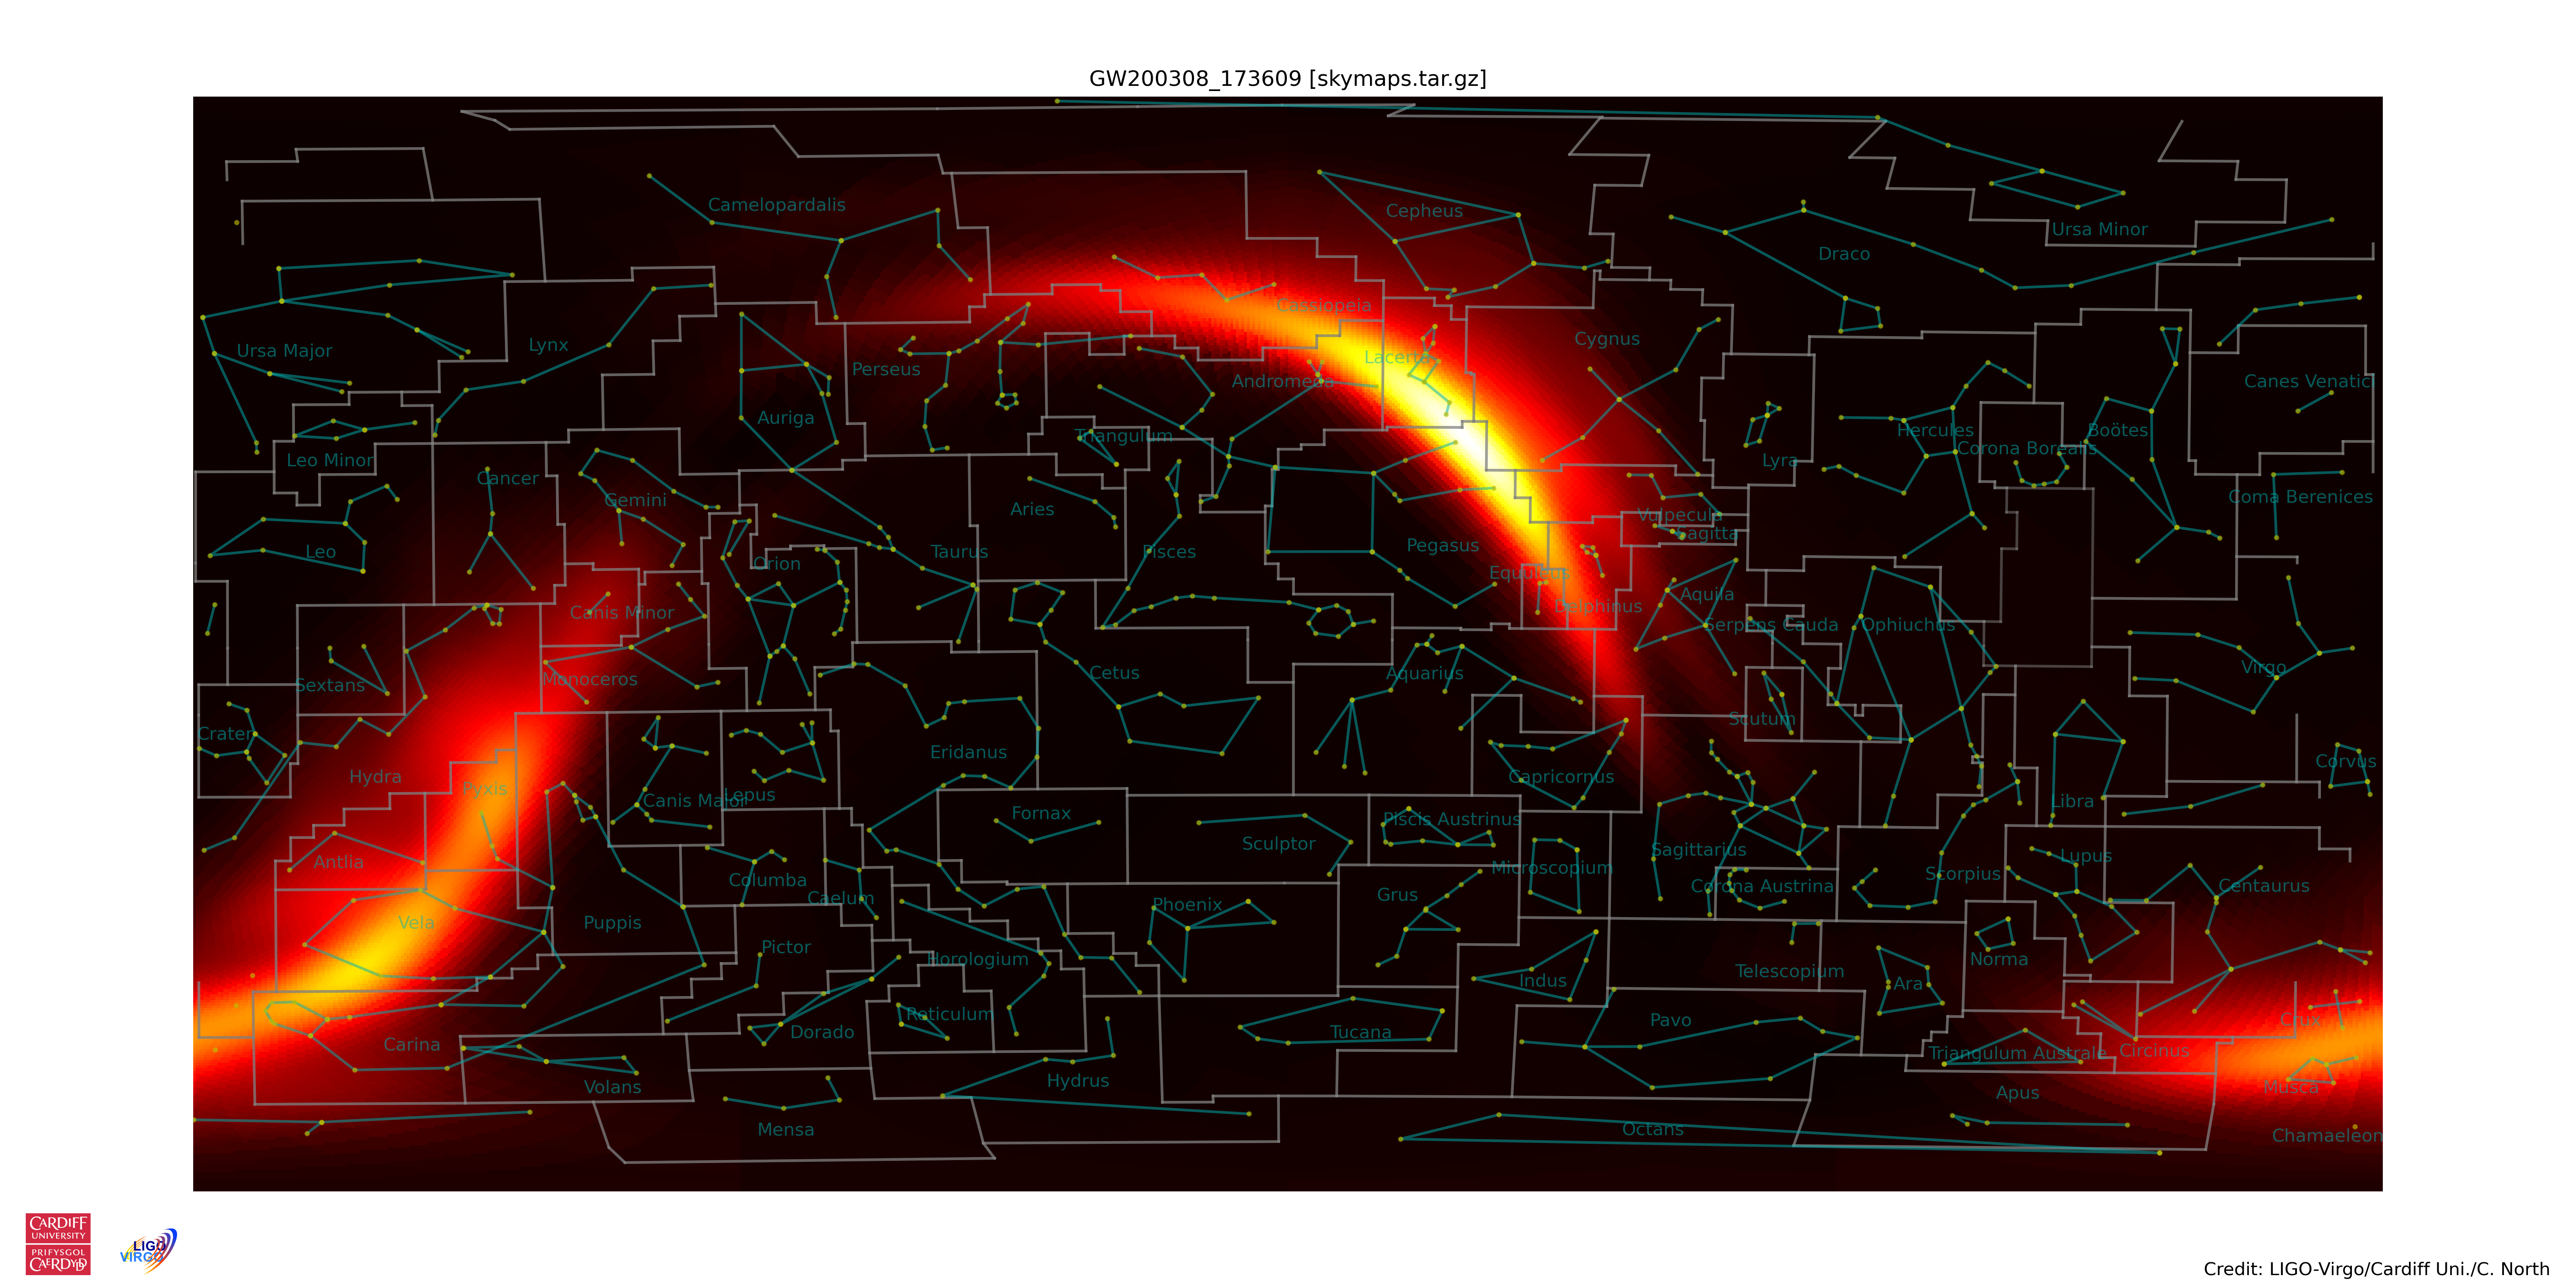 GW200308_173609 [skymaps.tar.gz]
Camelopardalis
Cepheus
Ursa Minor
Draco
Cassiopeia
Ursa Major
Lynx
Perseus
Lacerta
Cygnus
Andromeda
Canes Venatici
Auriga
Triangulum
Hercules
Boötes
Corona Borealis
Leo Minor
Lyra
Cancer
Gemini
Coma Berenices
Aries
Vulpecula
Sagitta
Leo
Taurus
Pisces
Pegasus
Orion
Equuleus
Canis Minor
Delphinus
Aquila
Serpens Cauda
Ophiuchus
Sextans
Monoceros
Cetus
Aquarius
Virgo
Crater
Scutum
Eridanus
Hydra
Capricornus
Corvus
Pyxis
Canis Major
Lepus
Libra
Fornax
Piscis Austrinus
Antlia
Sculptor
Sagittarius
Lupus
Microscopium
Columba
Caelum
Grus
Corona Austrina
Scorpius
Centaurus
Vela
Puppis
Phoenix
Pictor
Horologium
Indus
Telescopium
Ara
Norma
Reticulum
Carina
Dorado
Tucana
Pavo
Crux
Triangulum Australe
Circinus
Volans
Hydrus
Musca
Apus
Mensa
Octans
Chamaeleon
CARDIFF
UNIVERSITY
PRIFYSGOL
CAERDYDD
LIGO
VIRGO
Credit: LIGO-Virgo/Cardiff Uni./C. North